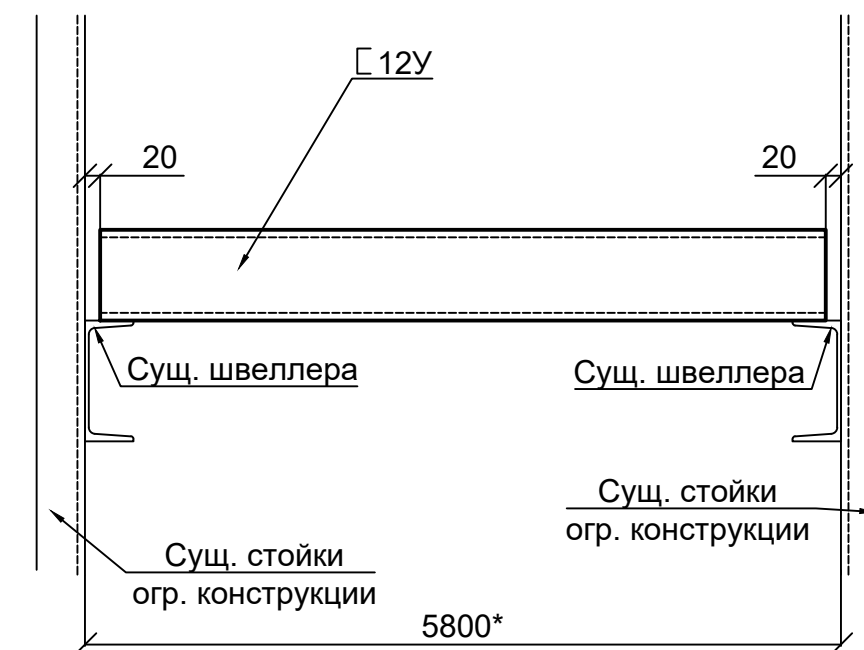 [ 12У
20
20
Сущ. швеллера
Сущ. швеллера
Сущ. стойки
огр. конструкции
Сущ. стойки
огр. конструкции
5800*